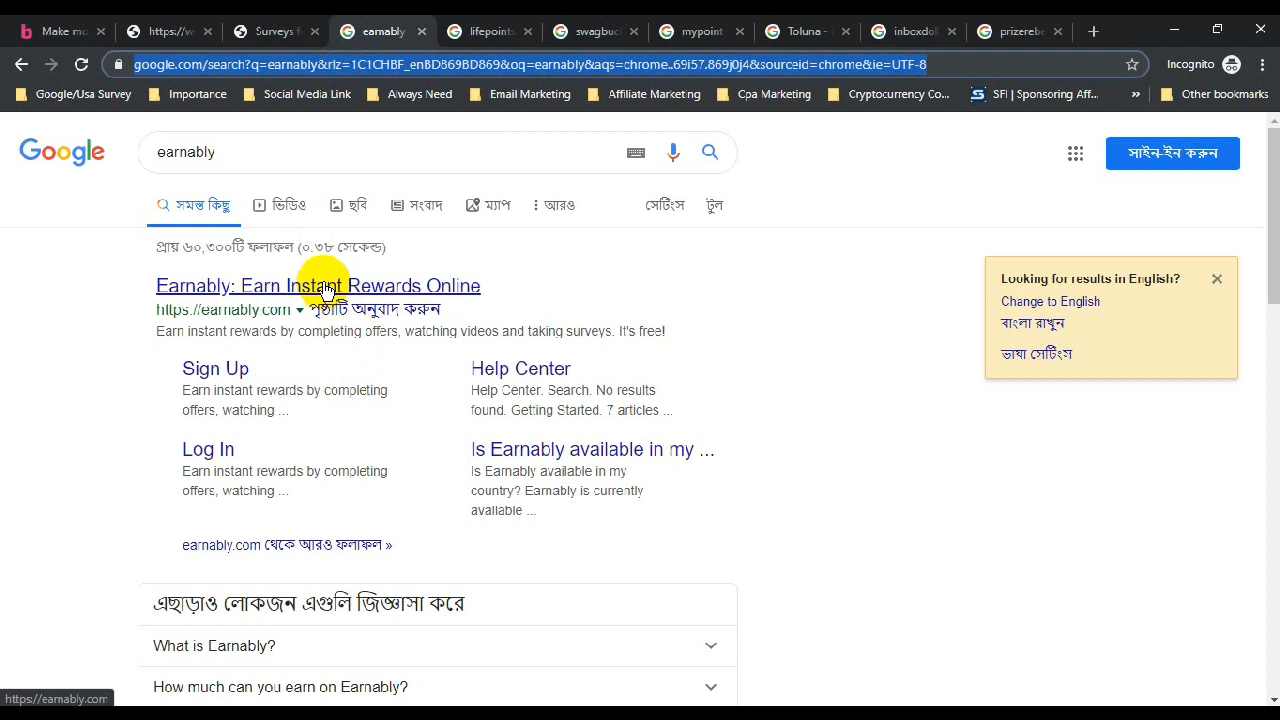 Make mo
https://w
Surveys f
earnably
lifepoints
swagbuc
mypoint
Toluna -
inboxdol
prizerebe
google.com/search?q=earnably&rlz=1C1CHBF_enBD869BD869&oq=earnably&aqs=chrome..69i57.869j0j4&sourceid=chrome&ie=UTF-8
Incognito
Google/Usa Survey
Importance
Social Media Link
Always Need
Email Marketing
Affiliate Marketing
Cpa Marketing
Cryptocurrency Co...
SFI | Sponsoring Aff...
»
Other bookmarks
Google
earnably
সাইন-ইন করুন
সমস্ত কিছু
ভিডিও
ছবি
সংবাদ
ম্যাপ
আরও
সেটিংস
টুল
প্রায় ৬০,৩০০টি ফলাফল (০.৩৮ সেকেন্ড)
Earnably: Earn Instant Rewards Online
https://earnably.com ▾ পৃষ্ঠাটি অনুবাদ করুন
Earn instant rewards by completing offers, watching videos and taking surveys. It's free!
Sign Up
Earn instant rewards by completing
offers, watching ...
Help Center
Help Center. Search. No results
found. Getting Started. 7 articles ...
Log In
Earn instant rewards by completing
offers, watching ...
Is Earnably available in my ...
Is Earnably available in my
country? Earnably is currently
available ...
earnably.com থেকে আরও ফলাফল »
Looking for results in English?
Change to English
বাংলা রাখুন
ভাষা সেটিংস
এছাড়াও লোকজন এগুলি জিজ্ঞাসা করে
What is Earnably?
How much can you earn on Earnably?
https://earnably.com